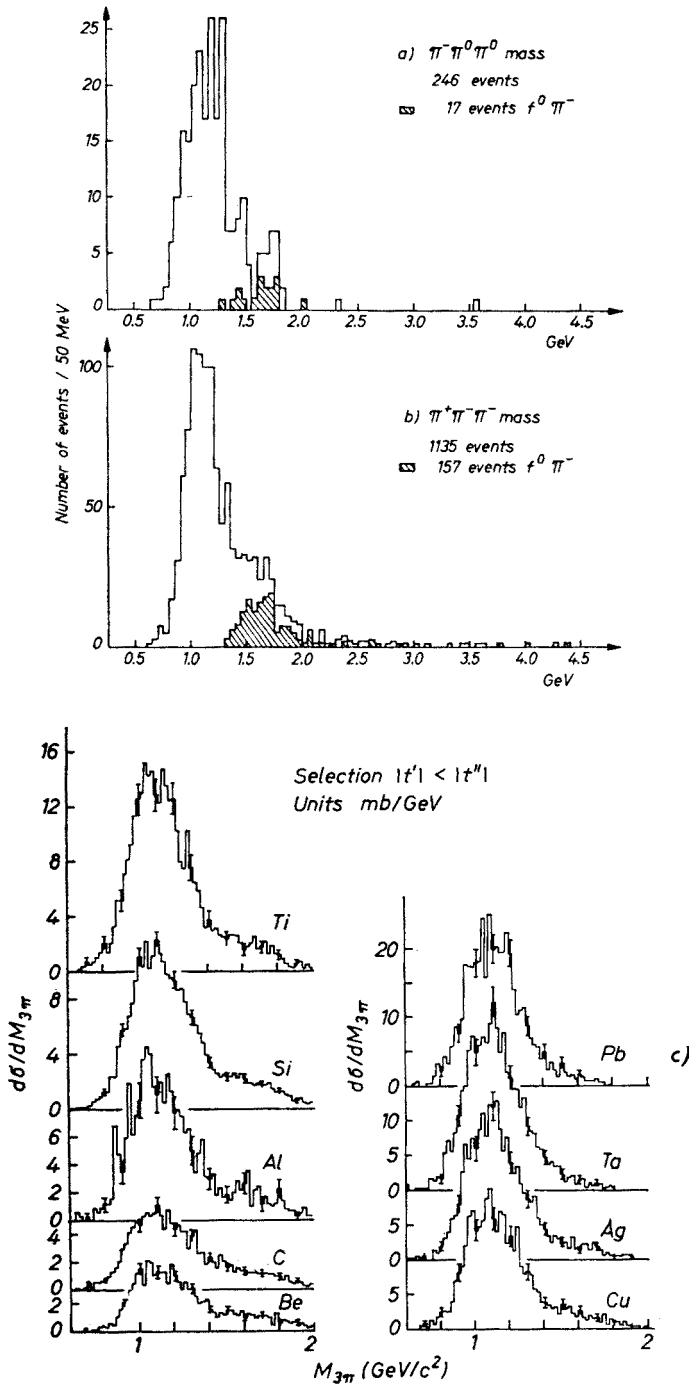 25
20
15
10
5
0
a) π⁻π⁰π⁰ mass
246 events
17 events f⁰ π⁻
0.5 1.0 1.5 2.0 2.5 3.0 3.5 4.0 4.5
GeV
Number of events / 50 MeV
100
50
0
b) π⁺π⁻π⁻ mass
1135 events
157 events f⁰ π⁻
0.5 1.0 1.5 2.0 2.5 3.0 3.5 4.0 4.5
GeV
Selection |t'| < |t''|
Units mb/GeV
16
12
8
4
0
Ti
8
4
0
Si
6
4
2
0
Al
4
2
0
C
2
0
Be
dσ/dM₃π
1 2
20
10
0
Pb
10
0
Ta
5
0
Ag
5
0
Cu
dσ/dM₃π
1 2
c)
M₃π (GeV/c²)